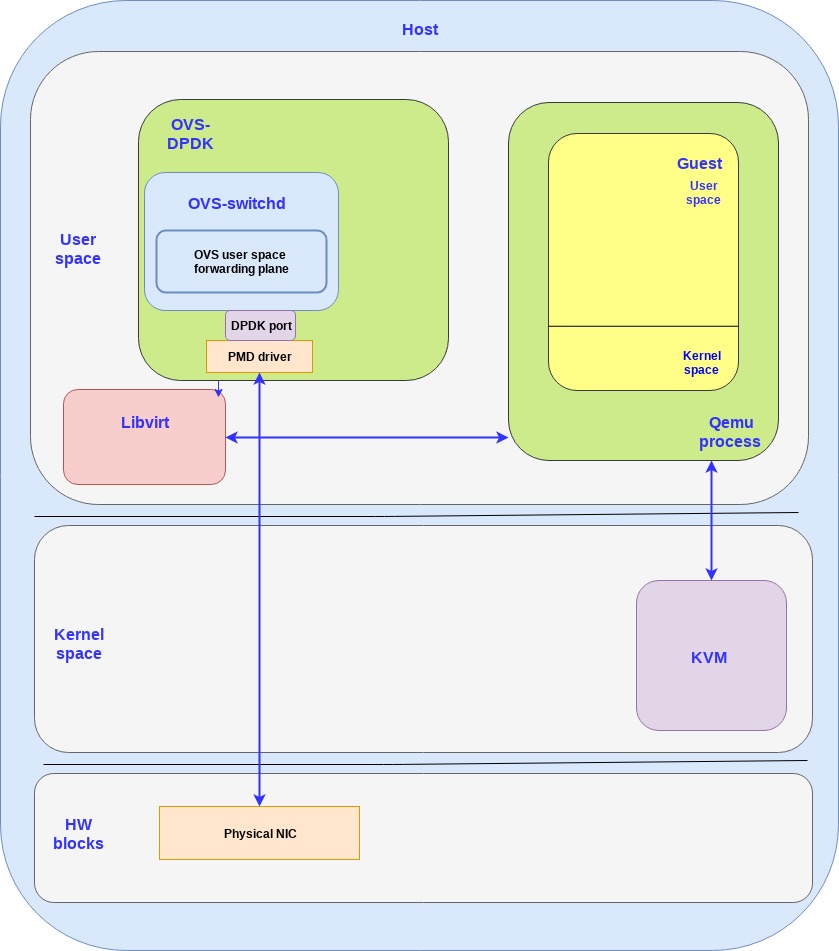 Host
OVS-
DPDK
OVS-switchd
OVS user space
forwarding plane
DPDK port
PMD driver
User
space
Libvirt
Guest
User
space
Kernel
space
Qemu
process
Kernel
space
KVM
HW
blocks
Physical NIC